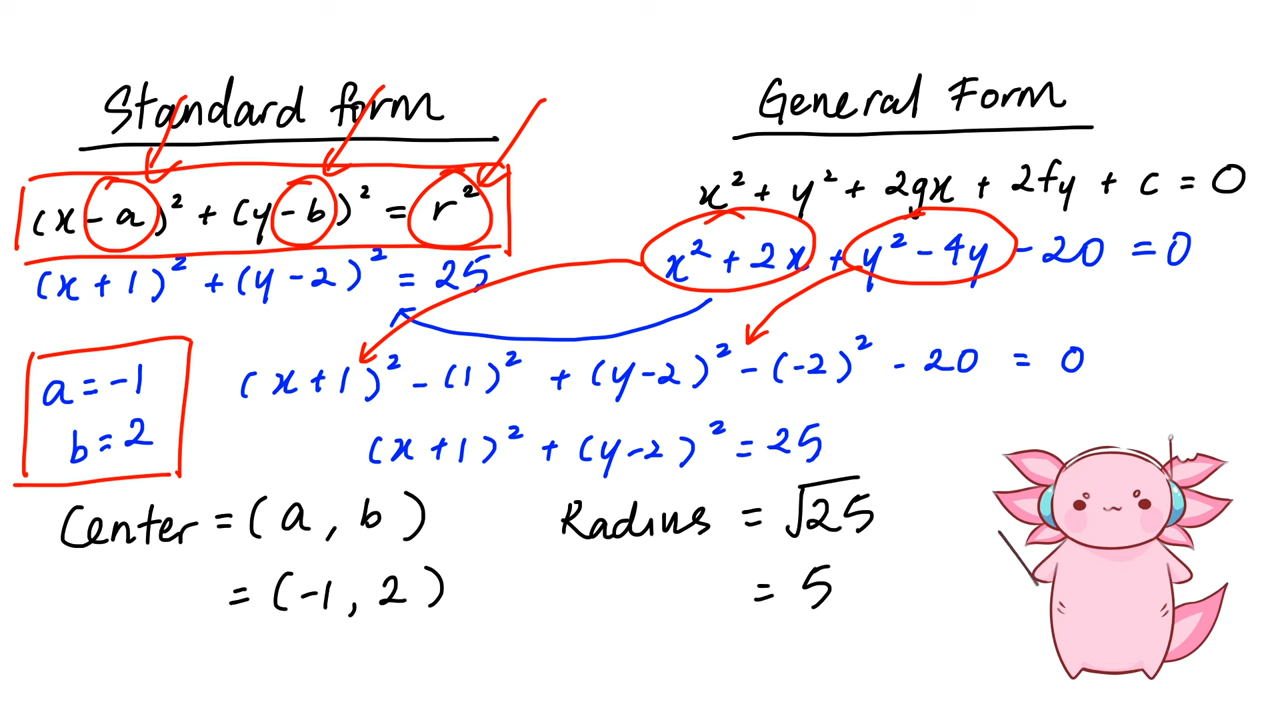 Standard form
(x - a)² + (y - b)² = r²
(x + 1)² + (y - 2)² = 25
General Form
x² + y² + 2gx + 2fy + c = 0
x² + 2x + y² - 4y - 20 = 0
a = -1
b = 2
(x + 1)² - (1)² + (y - 2)² - (-2)² - 20 = 0
(x + 1)² + (y - 2)² = 25
Center = (a, b)
= (-1, 2)
Radius = √25
= 5